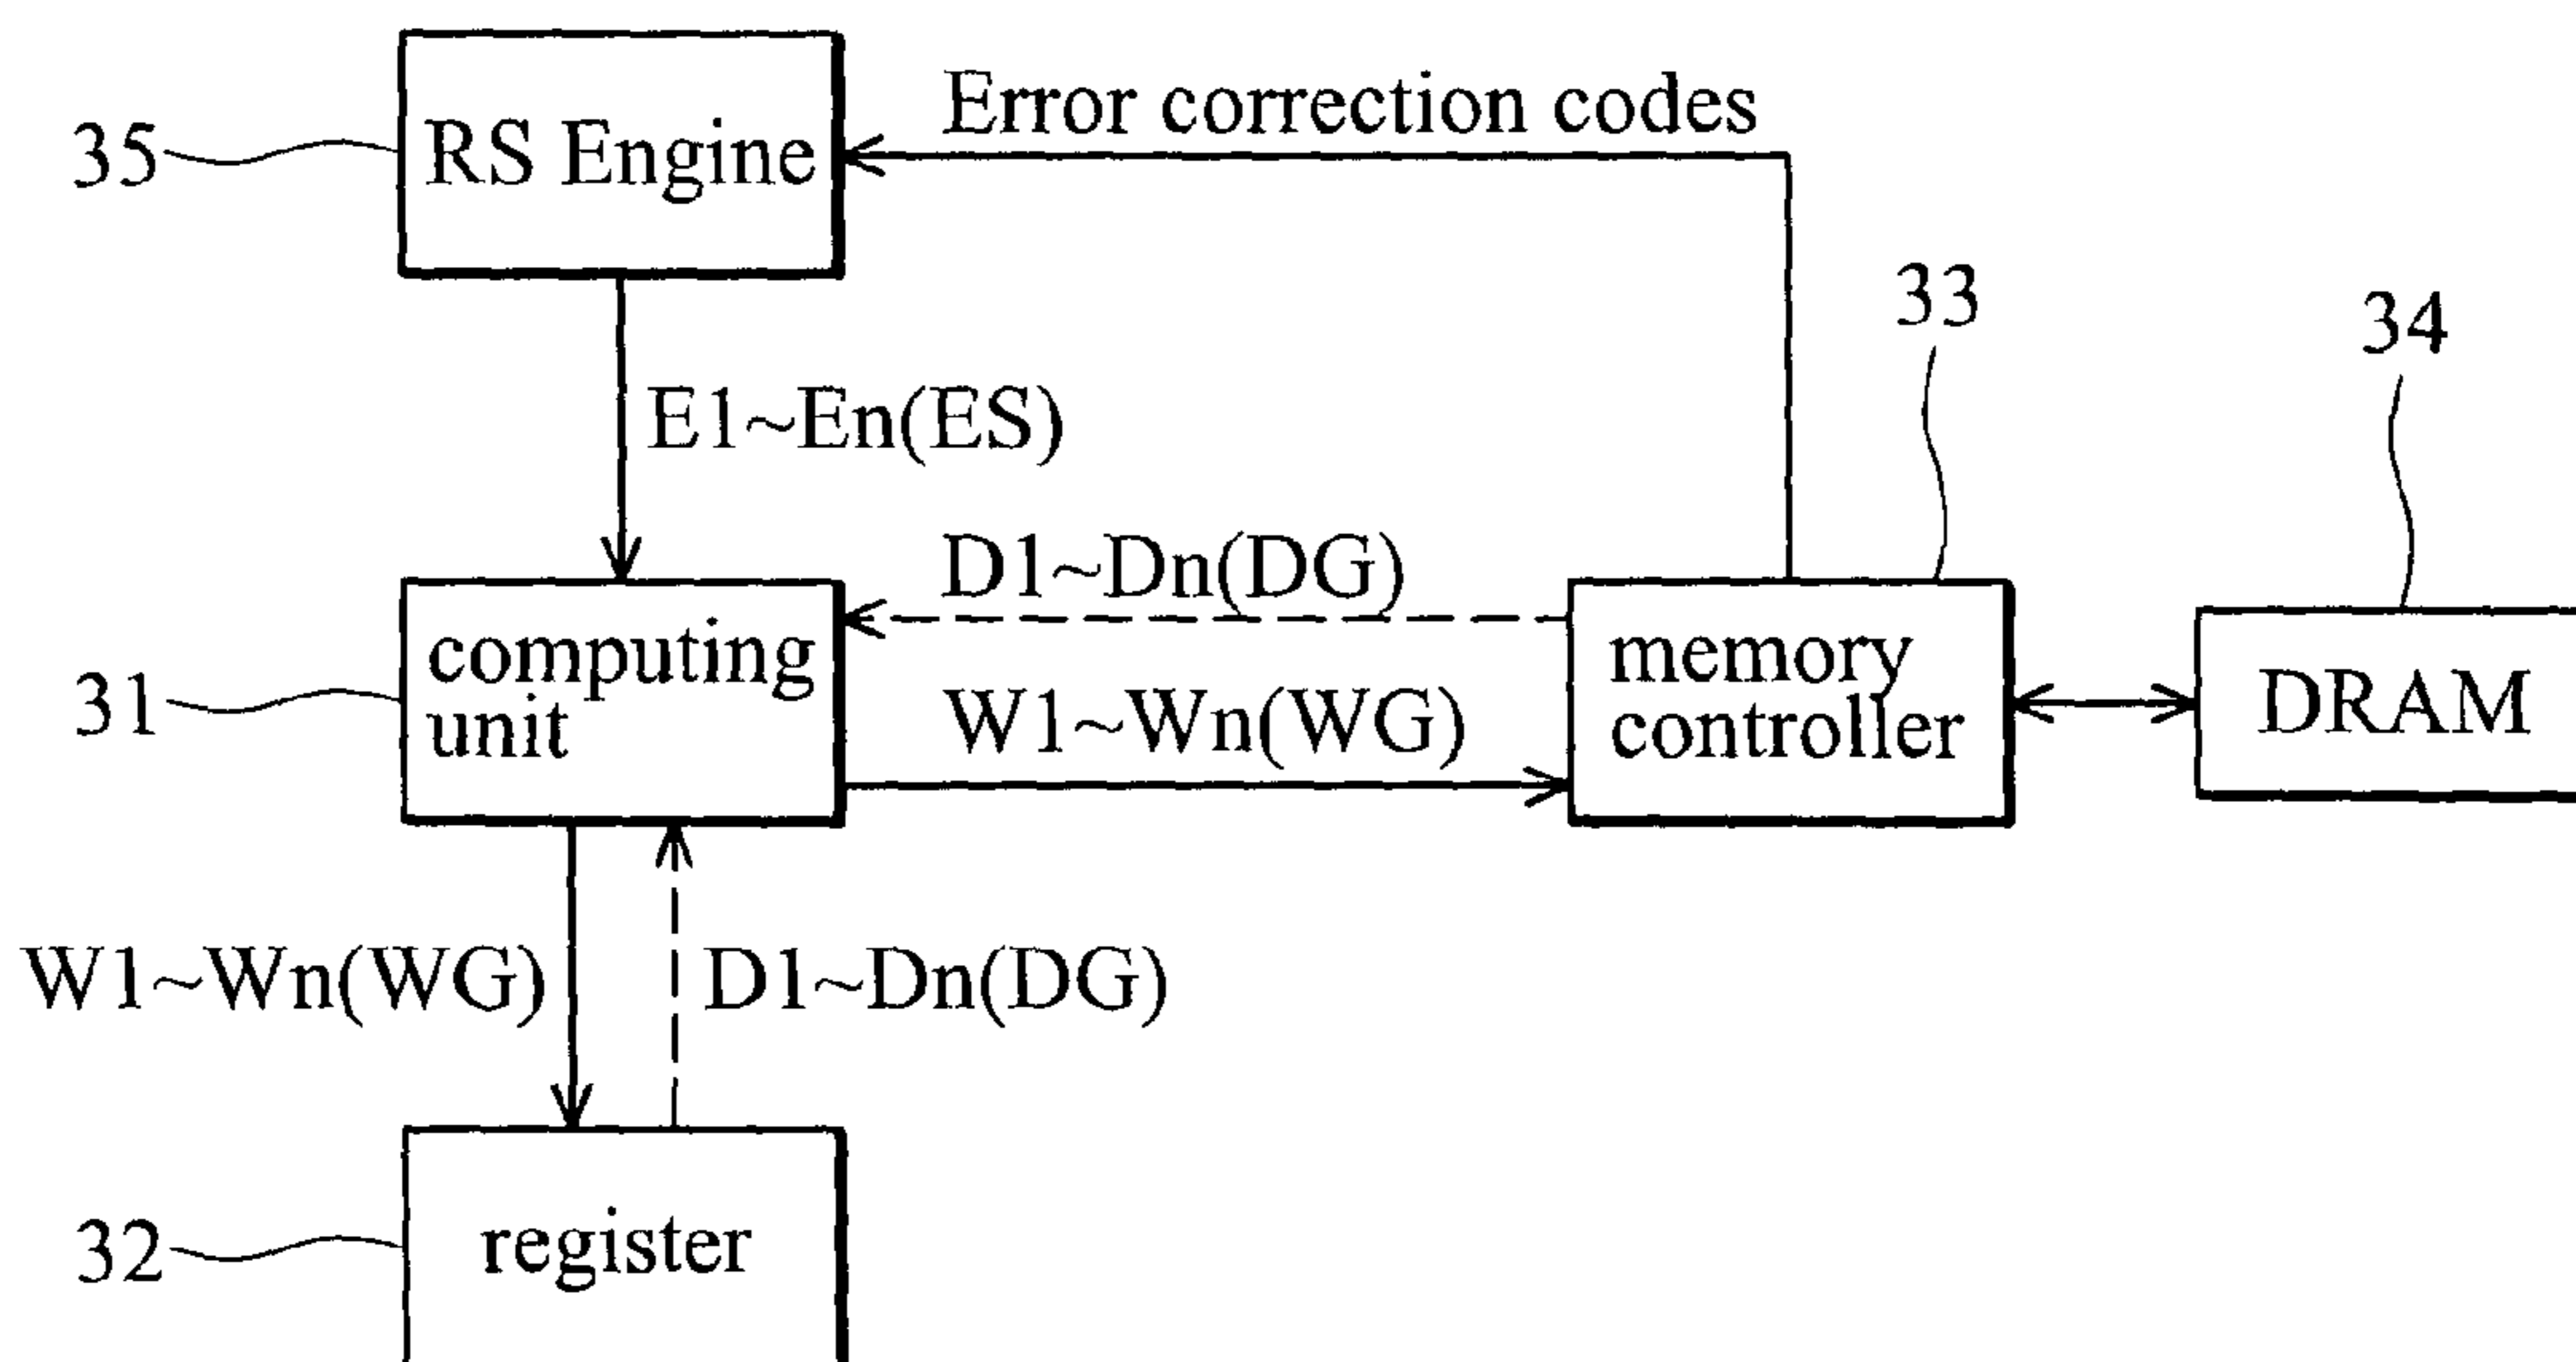 Error correction codes
35
RS Engine
33
34
E1~En(ES)
D1~Dn(DG)
31
computing
unit
memory
controller
DRAM
W1~Wn(WG)
W1~Wn(WG)
D1~Dn(DG)
32
register